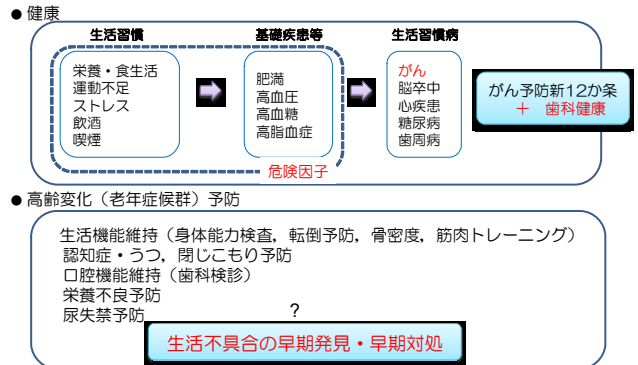 ●健康
生活習慣
栄養・食生活
運動不足
ストレス
飲酒
喫煙
基礎疾患等
肥満
高血圧
高血糖
高脂血症
生活習慣病
がん
脳卒中
心疾患
糖尿病
歯周病
がん予防新12か条
＋ 歯科健康
危険因子
●高齢変化（老年症候群）予防
生活機能維持（身体能力検査，転倒予防，骨密度，筋肉トレーニング）
認知症・うつ，閉じこもり予防
口腔機能維持（歯科検診）
栄養不良予防
尿失禁予防
?
生活不具合の早期発見・早期対処